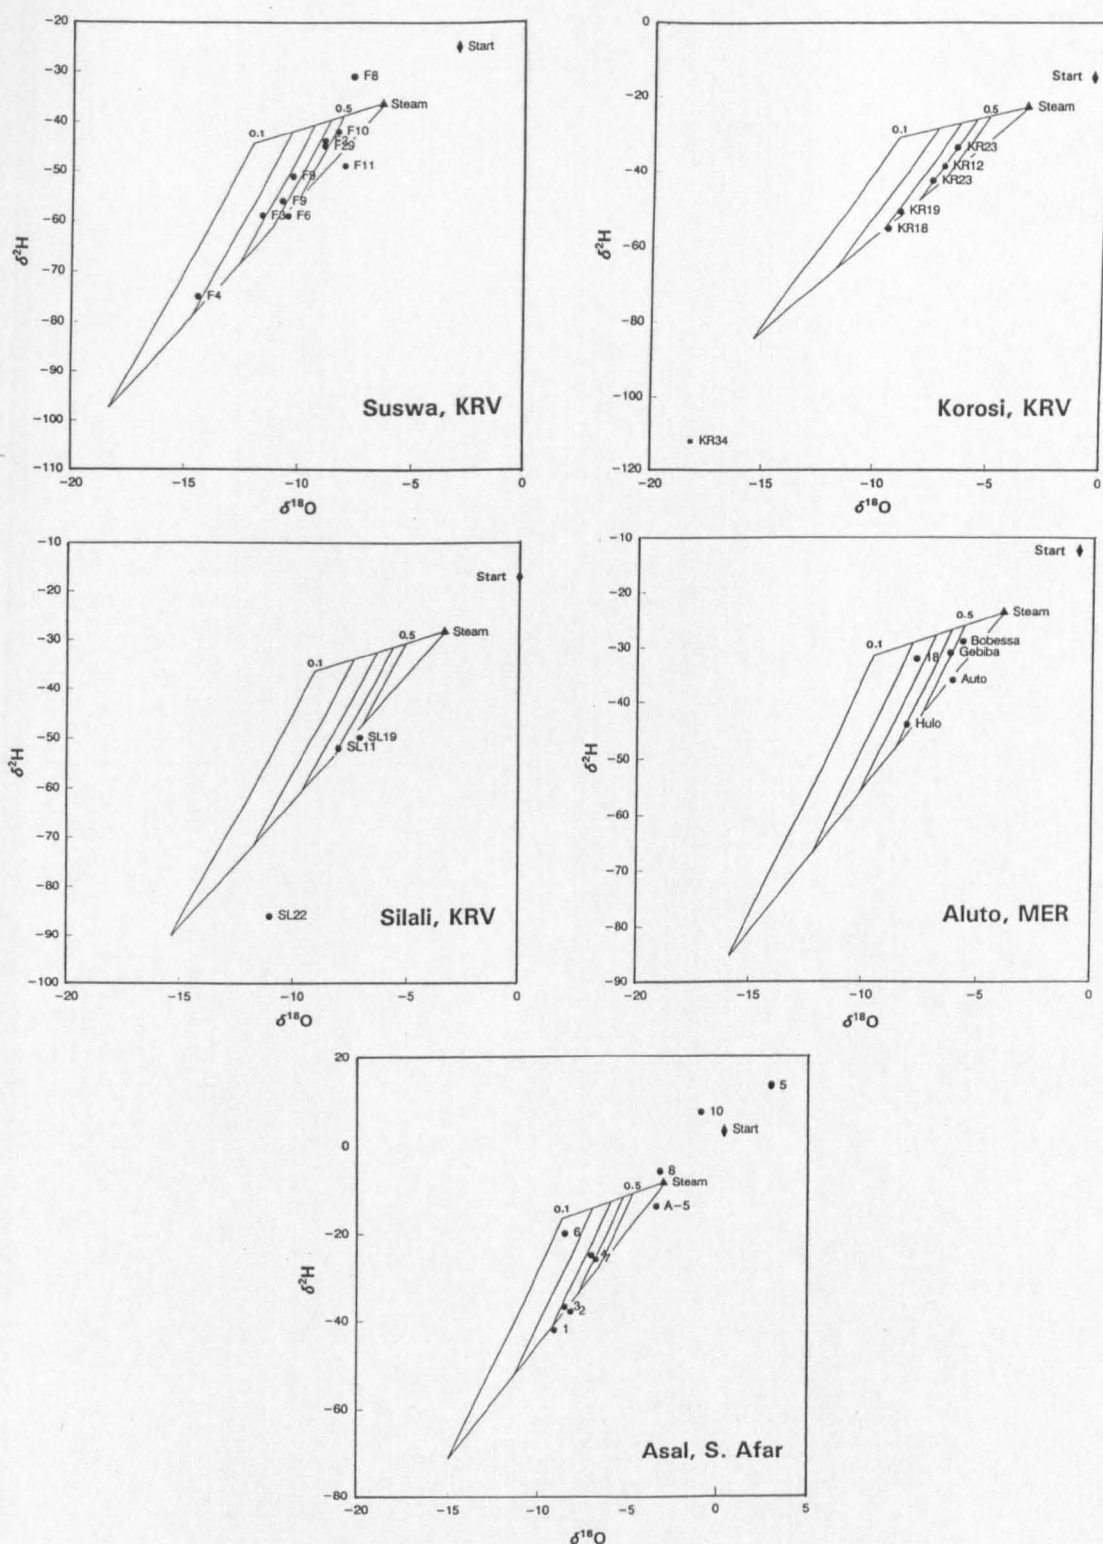 −20
−30
−40
−50
−60
−70
−80
−90
−100
−110
δ²H
Start
F8
0.5
Steam
0.1
F10
F2
F29
F11
F9
F9
F3
F6
F4
Suswa, KRV
−20
−15
−10
−5
0
δ¹⁸O
0
−20
−40
−60
−80
−100
−120
δ²H
Start
0.5
Steam
0.1
KR23
KR12
KR23
KR19
KR18
Korosi, KRV
KR34
−20
−15
−10
−5
0
δ¹⁸O
−10
−20
−30
−40
−50
−60
−70
−80
−90
−100
δ²H
Start
0.5
Steam
0.1
SL19
SL11
SL22
Silali, KRV
−20
−15
−10
−5
0
δ¹⁸O
−10
−20
−30
−40
−50
−60
−70
−80
−90
δ²H
Start
Steam
0.5
0.1
Bobessa
18
Gebiba
Auto
Hulo
Aluto, MER
−20
−15
−10
−5
0
δ¹⁸O
20
0
−20
−40
−60
−80
δ²H
5
10
Start
8
0.5
Steam
0.1
A−5
6
4
7
3
2
1
Asal, S. Afar
−20
−15
−10
−5
0
5
δ¹⁸O